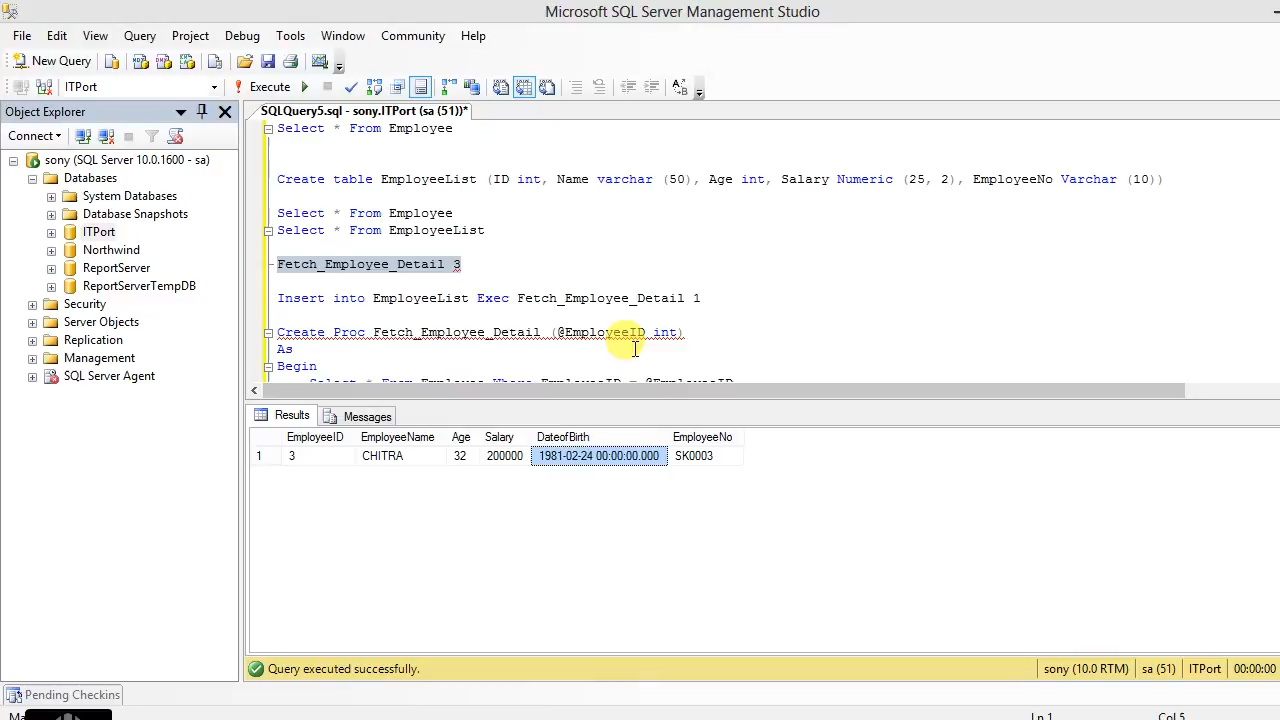 Microsoft SQL Server Management Studio
File Edit View Query Project Debug Tools Window Community Help
New Query
ITPort Execute
Object Explorer
SQLQuery5.sql - sony.ITPort (sa (51))*
Connect
sony (SQL Server 10.0.1600 - sa)
Databases
System Databases
Database Snapshots
ITPort
Northwind
ReportServer
ReportServerTempDB
Security
Server Objects
Replication
Management
SQL Server Agent
Select * From Employee
Create table EmployeeList (ID int, Name varchar (50), Age int, Salary Numeric (25, 2), EmployeeNo Varchar (10))
Select * From Employee
Select * From EmployeeList
Fetch_Employee_Detail 3
Insert into EmployeeList Exec Fetch_Employee_Detail 1
Create Proc Fetch_Employee_Detail (@EmployeeID int)
As
Begin
Select * From Employee Where EmployeeID = @EmployeeID
Results Messages
EmployeeID EmployeeName Age Salary DateofBirth EmployeeNo
1 3 CHITRA 32 200000 1981-02-24 00:00:00.000 SK0003
Query executed successfully. sony (10.0 RTM) sa (51) ITPort 00:00:00
Pending Checkins
Ln 1 Col 5